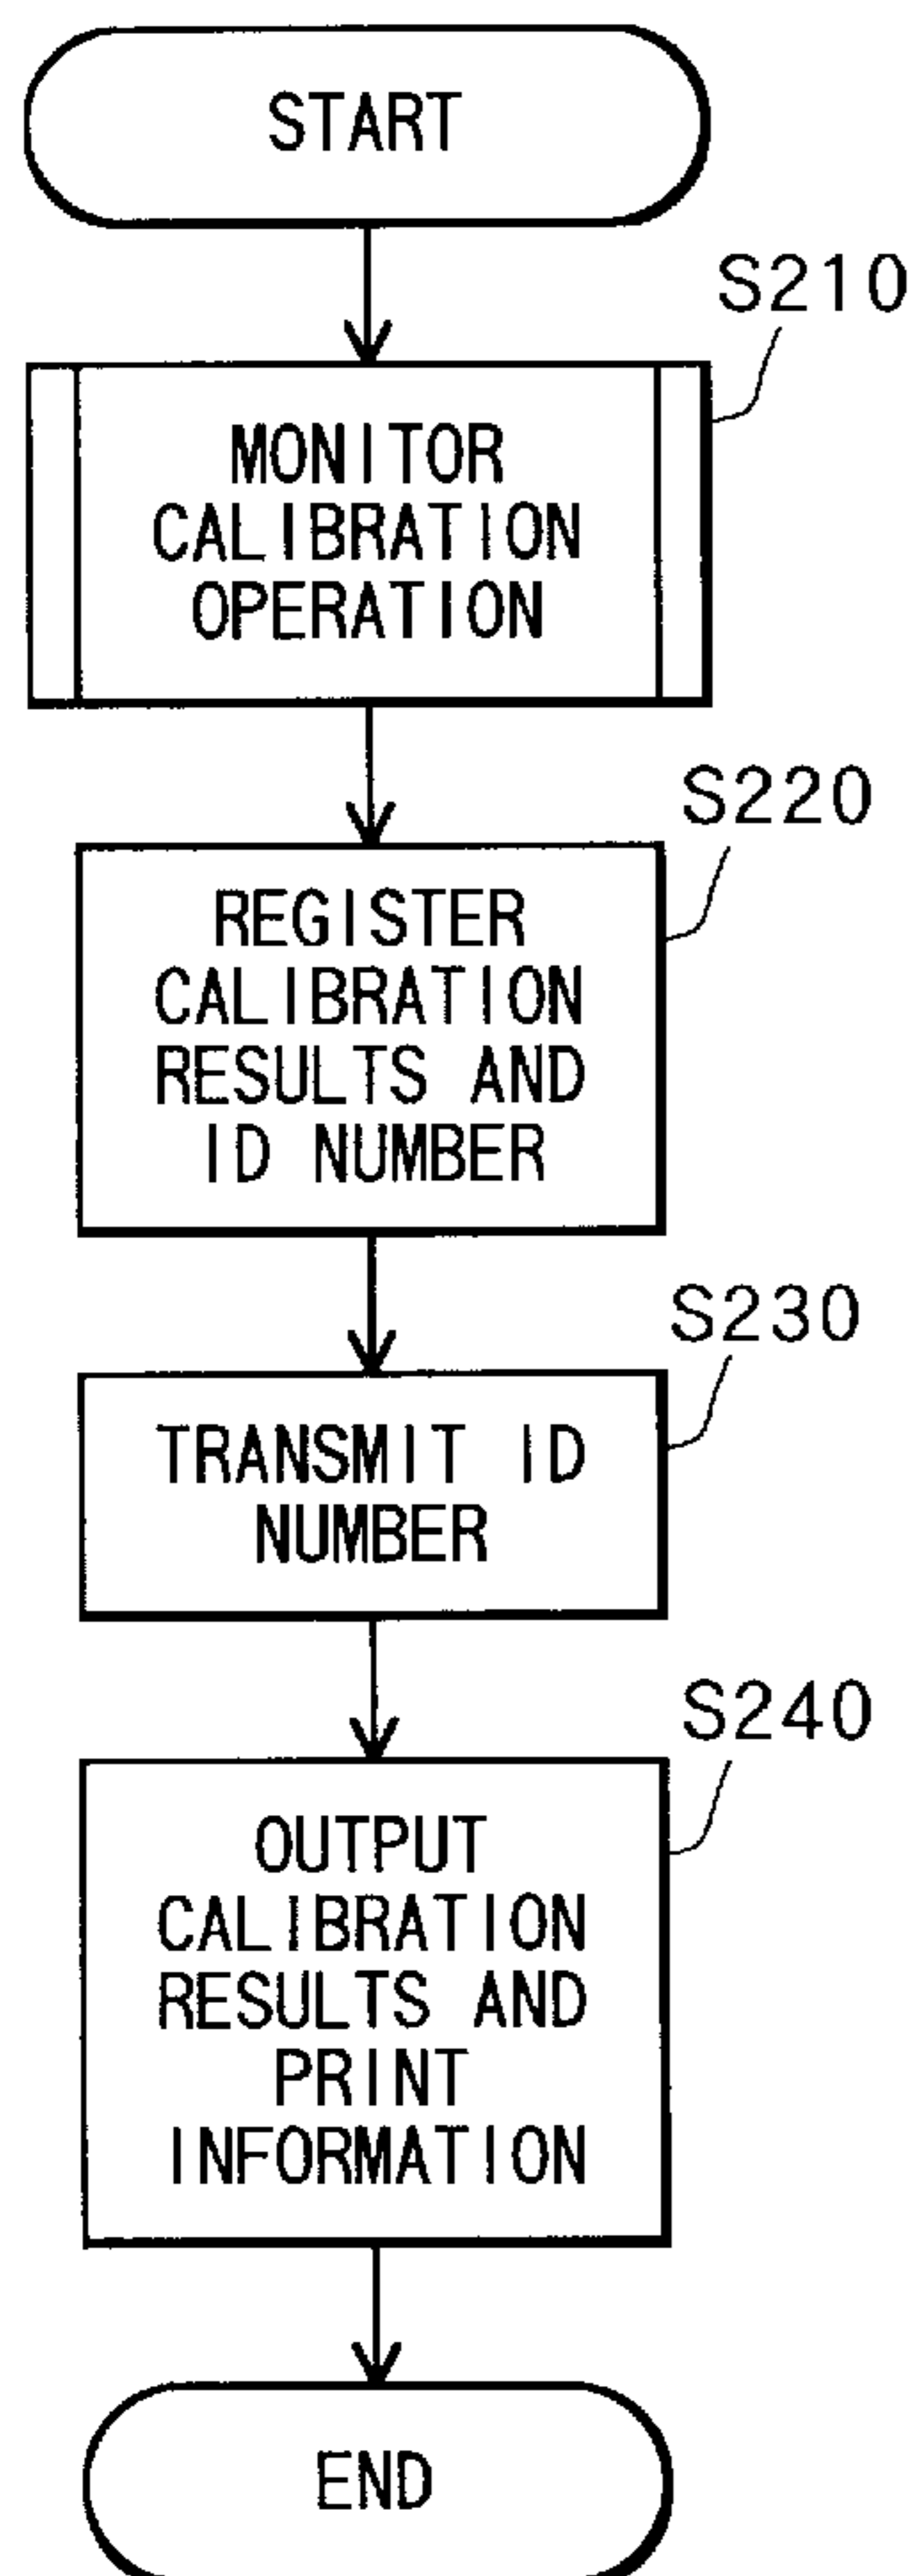 START
S210
MONITOR
CALIBRATION
OPERATION
S220
REGISTER
CALIBRATION
RESULTS AND
ID NUMBER
S230
TRANSMIT ID
NUMBER
S240
OUTPUT
CALIBRATION
RESULTS AND
PRINT
INFORMATION
END